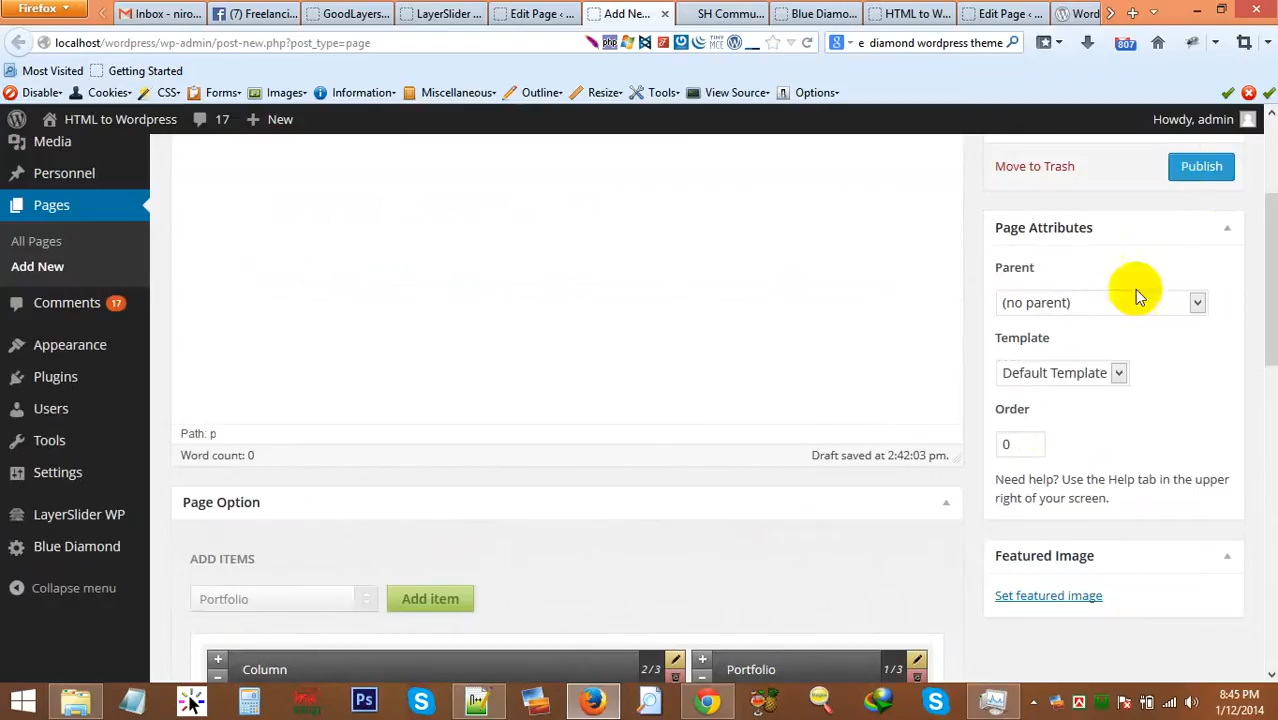 Firefox
Inbox - niro...
(7) Freelanci...
GoodLayers...
LayerSlider ...
Edit Page ‹ ...
Add Ne...
SH Commu...
Blue Diamo...
HTML to W...
Edit Page ‹ ...
Word
localhost/wordpress/wp-admin/post-new.php?post_type=page
e diamond wordpress theme
807
Most Visited
Getting Started
Disable
Cookies
CSS
Forms
Images
Information
Miscellaneous
Outline
Resize
Tools
View Source
Options
HTML to Wordpress
17
New
Howdy, admin
Media
Personnel
Pages
All Pages
Add New
Comments 17
Appearance
Plugins
Users
Tools
Settings
LayerSlider WP
Blue Diamond
Collapse menu
Path: p
Word count: 0
Draft saved at 2:42:03 pm.
Page Option
ADD ITEMS
Portfolio
Add item
+ Column 2/3
+ Portfolio 1/3
Move to Trash
Publish
Page Attributes
Parent
(no parent)
Template
Default Template
Order
0
Need help? Use the Help tab in the upper
right of your screen.
Featured Image
Set featured image
Ps
8:45 PM
1/12/2014